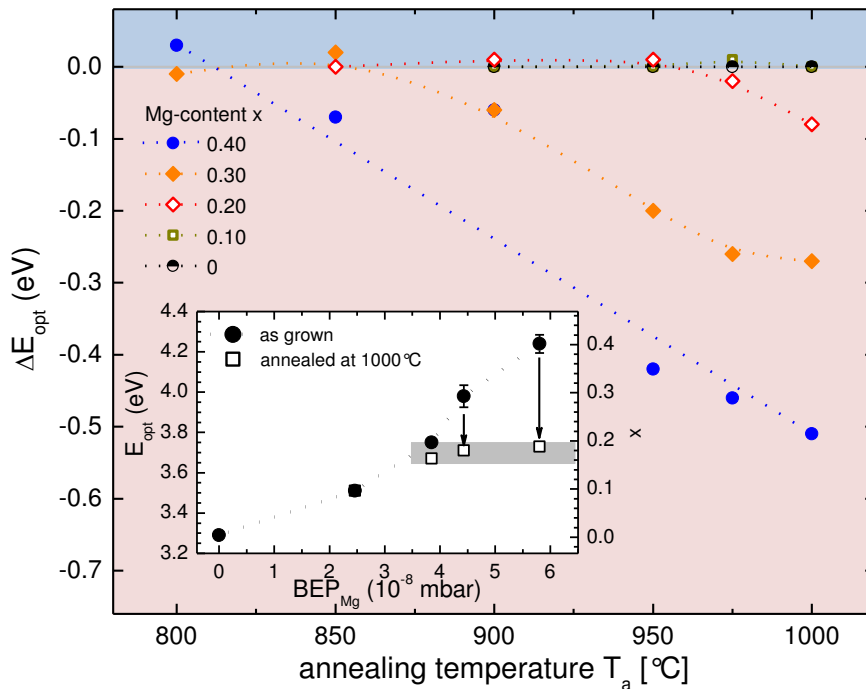 0.0
-0.1
-0.2
-0.3
-0.4
-0.5
-0.6
-0.7
ΔE_opt (eV)
Mg-content x
0.40
0.30
0.20
0.10
0
4.4
4.2
4.0
3.8
3.6
3.4
3.2
E_opt (eV)
as grown
annealed at 1000°C
0.4
0.3
0.2
0.1
0.0
x
0 1 2 3 4 5 6
BEP_Mg (10^-8 mbar)
800 850 900 950 1000
annealing temperature T_a [°C]